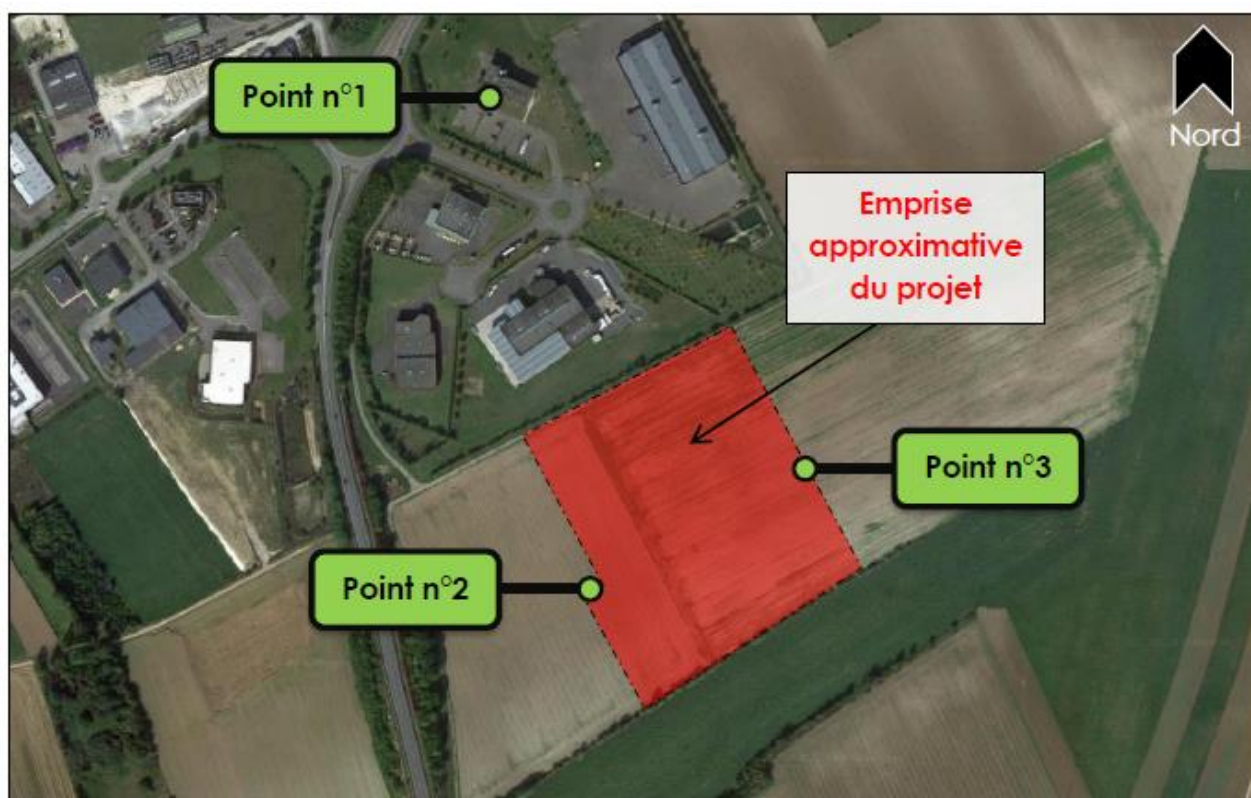 Point n°1
Nord
Emprise
approximative
du projet
Point n°3
Point n°2